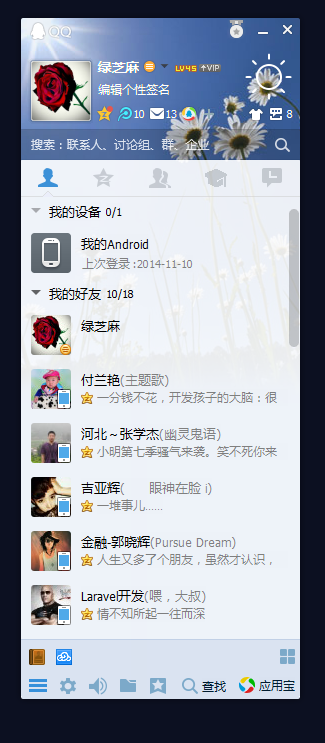 QQ
绿芝麻 LV45 VIP
编辑个性签名
10 13 8
搜索：联系人、讨论组、群、企业
我的设备 0/1
我的Android
上次登录 :2014-11-10
我的好友 10/18
绿芝麻
付兰艳(主题歌)
一分钱不花，开发孩子的大脑：很
河北～张学杰(幽灵鬼语)
小明第七季骚气来袭。笑不死你来
吉亚辉( 眼神在脸 i)
一堆事儿......
金融-郭晓辉(Pursue Dream)
人生又多了个朋友，虽然才认识，
Laravel开发(喂，大叔)
情不知所起一往而深
查找 应用宝